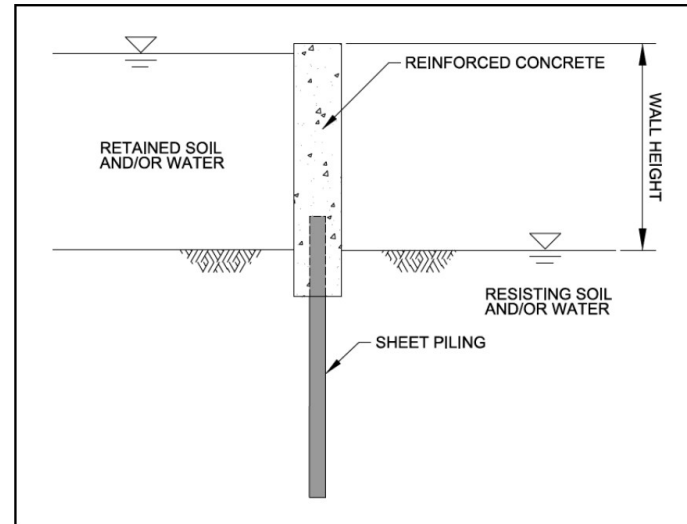 REINFORCED CONCRETE
WALL HEIGHT
RETAINED SOIL
AND/OR WATER
RESISTING SOIL
AND/OR WATER
SHEET PILING